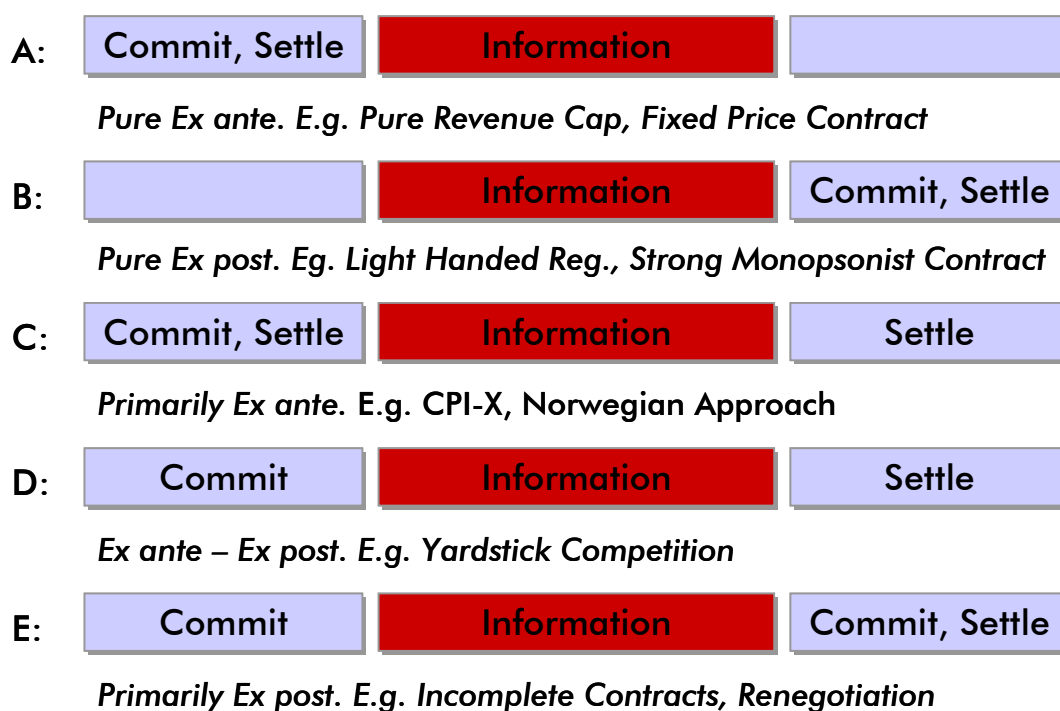 A: Commit, Settle Information
Pure Ex ante. E.g. Pure Revenue Cap, Fixed Price Contract
B: Information Commit, Settle
Pure Ex post. Eg. Light Handed Reg., Strong Monopsonist Contract
C: Commit, Settle Information Settle
Primarily Ex ante. E.g. CPI-X, Norwegian Approach
D: Commit Information Settle
Ex ante – Ex post. E.g. Yardstick Competition
E: Commit Information Commit, Settle
Primarily Ex post. E.g. Incomplete Contracts, Renegotiation